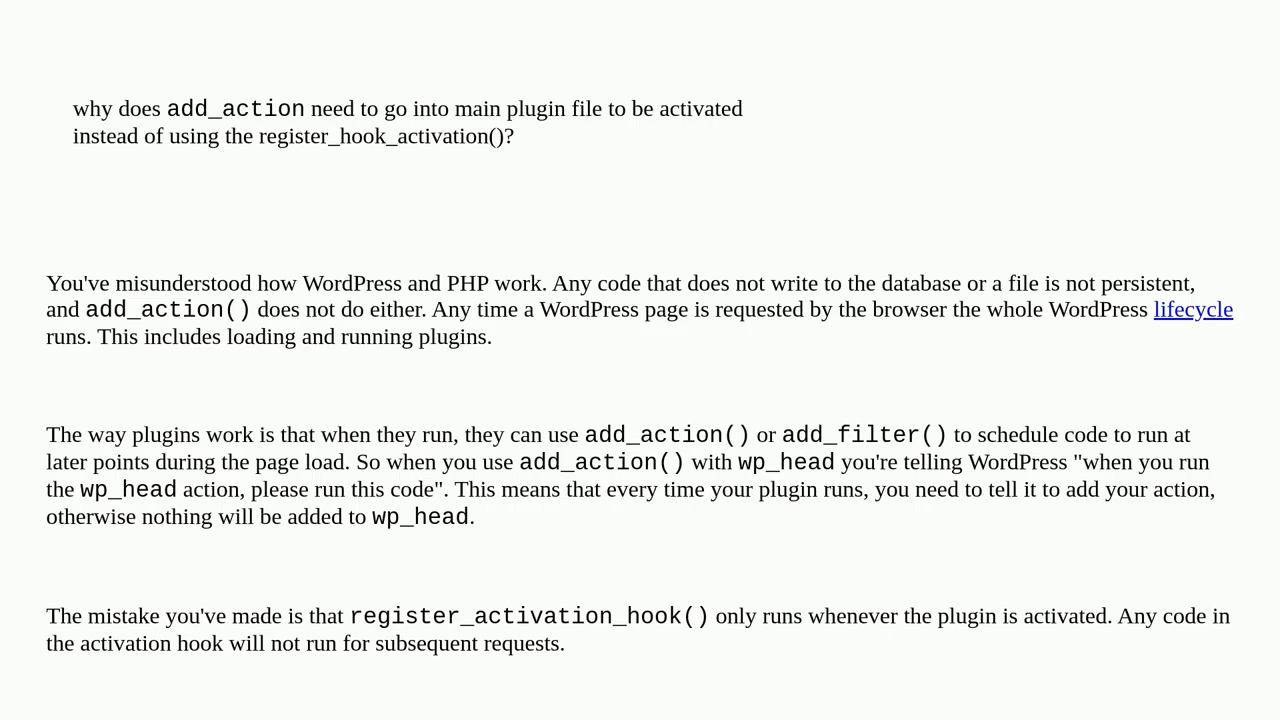 why does add_action need to go into main plugin file to be activated
instead of using the register_hook_activation()?
You've misunderstood how WordPress and PHP work. Any code that does not write to the database or a file is not persistent,
and add_action() does not do either. Any time a WordPress page is requested by the browser the whole WordPress lifecycle
runs. This includes loading and running plugins.
The way plugins work is that when they run, they can use add_action() or add_filter() to schedule code to run at
later points during the page load. So when you use add_action() with wp_head you're telling WordPress "when you run
the wp_head action, please run this code". This means that every time your plugin runs, you need to tell it to add your action,
otherwise nothing will be added to wp_head.
The mistake you've made is that register_activation_hook() only runs whenever the plugin is activated. Any code in
the activation hook will not run for subsequent requests.